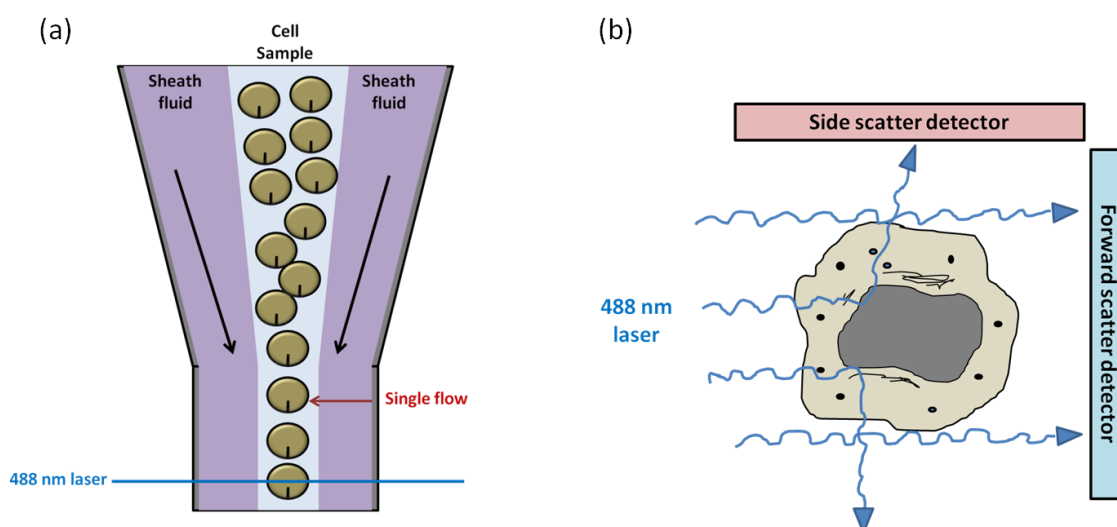 (a)
Cell
Sample
Sheath
fluid
Sheath
fluid
Single flow
488 nm laser
(b)
Side scatter detector
Forward scatter detector
488 nm
laser